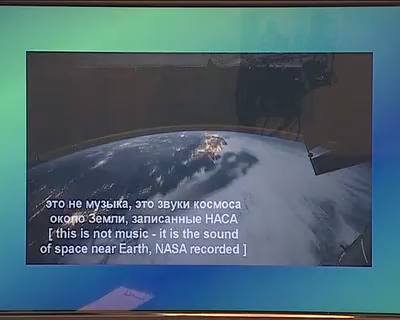 это не музыка, это звуки космоса
около Земли, записанные НАСА
[ this is not music - it is the sound
of space near Earth, NASA recorded ]